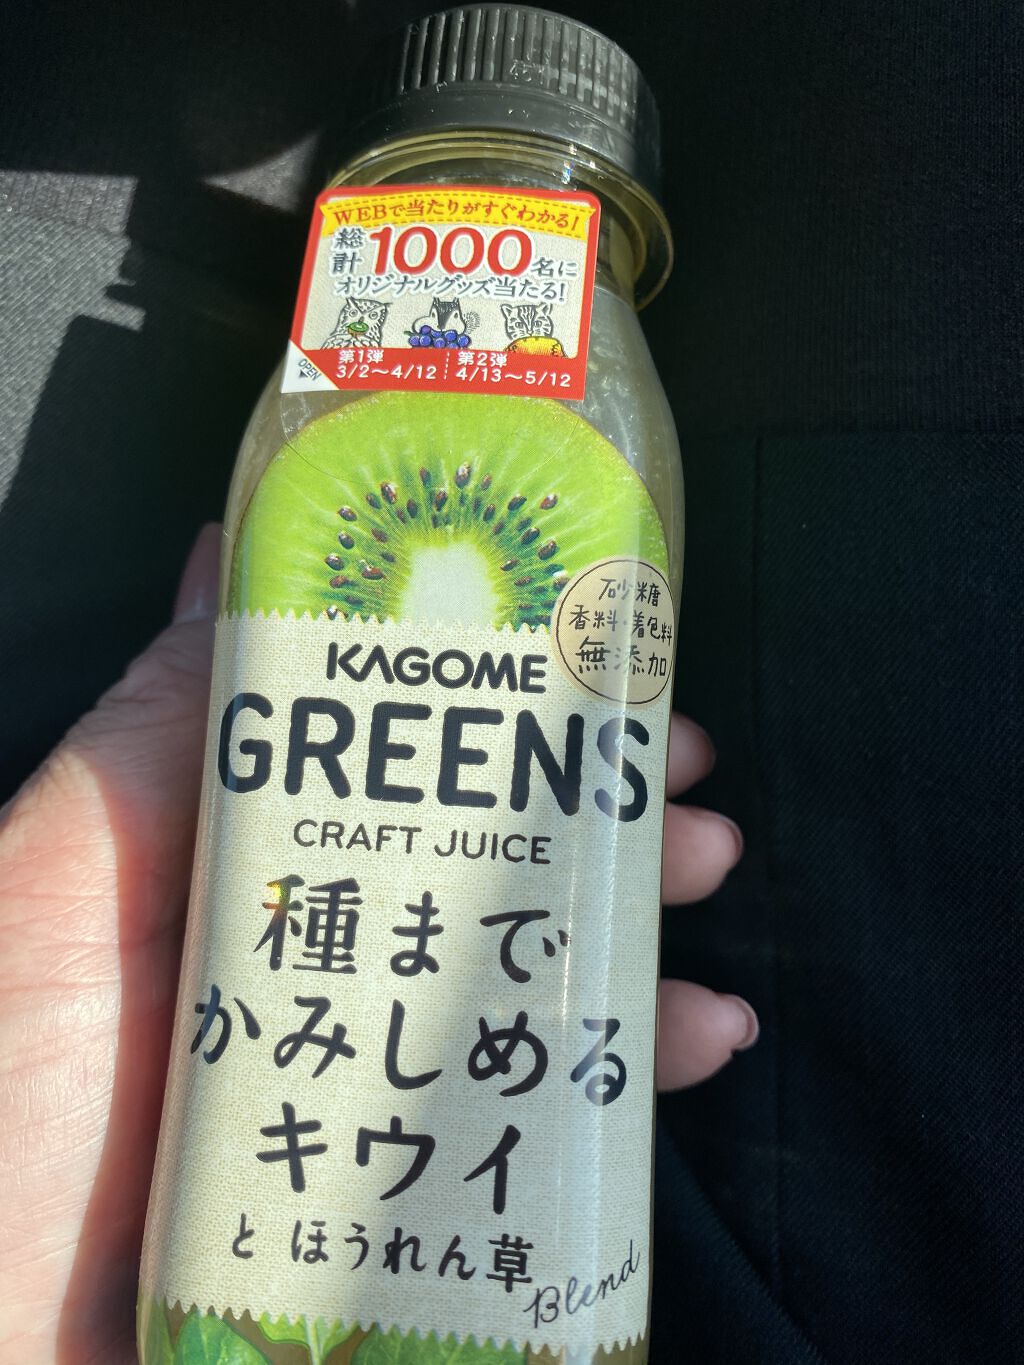 WEBで当たりがすぐわかる!
総計1000名に
オリジナルグッズ当たる!
OPEN
第1弾
3/2〜4/12
第2弾
4/13〜5/12
砂糖
香料・着色料
無添加
KAGOME
GREENS
CRAFT JUICE
種まで
かみしめる
キウイ
と ほうれん草
Blend